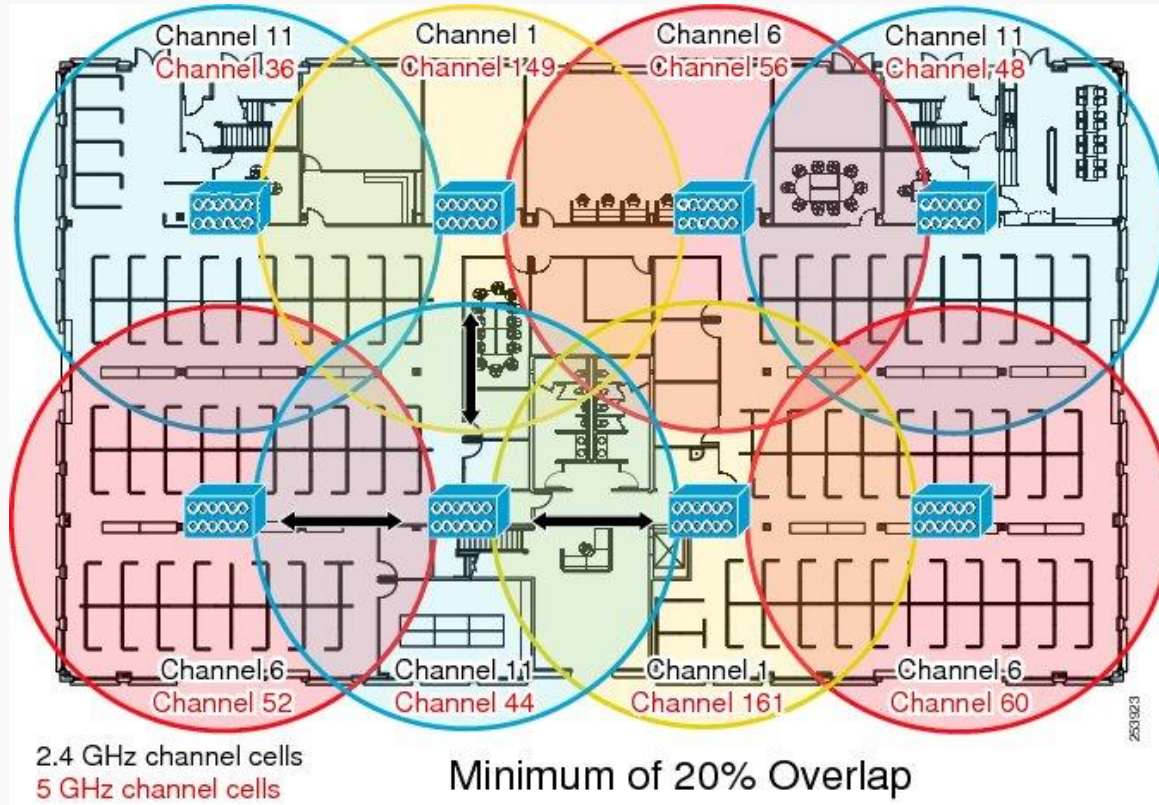 Channel 11
Channel 36
Channel 1
Channel 149
Channel 6
Channel 56
Channel 11
Channel 48
Channel 6
Channel 52
Channel 11
Channel 44
Channel 1
Channel 161
Channel 6
Channel 60
253923
2.4 GHz channel cells
5 GHz channel cells
Minimum of 20% Overlap